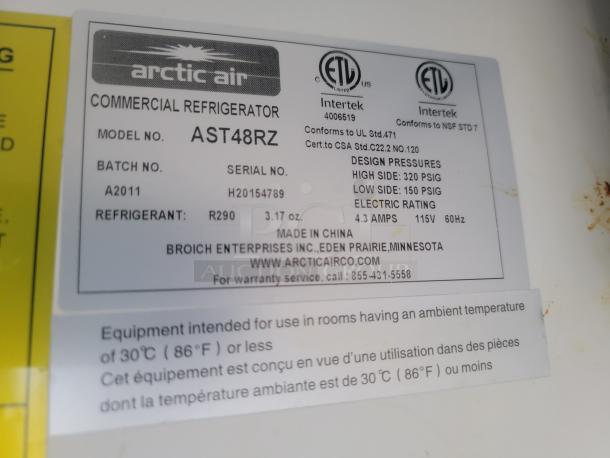 G
E
D
E.
T
arctic air
COMMERCIAL REFRIGERATOR
MODEL NO. AST48RZ
BATCH NO. SERIAL NO.
A2011 H20154789
REFRIGERANT: R290 3.17 oz.
C ETL US
Intertek
4006519
Conforms to UL Std.471
Cert.to CSA Std.C22.2 NO.120
ETL
Intertek
Conforms to NSF STD 7
DESIGN PRESSURES
HIGH SIDE: 320 PSIG
LOW SIDE: 150 PSIG
ELECTRIC RATING
4.3 AMPS 115V 60Hz
MADE IN CHINA
BROICH ENTERPRISES INC.,EDEN PRAIRIE,MINNESOTA
WWW.ARCTICAIRCO.COM
For warranty service, call : 855-431-5558
Equipment intended for use in rooms having an ambient temperature
of 30℃ ( 86°F ) or less
Cet équipement est conçu en vue d'une utilisation dans des pièces
dont la température ambiante est de 30℃ ( 86°F ) ou moins